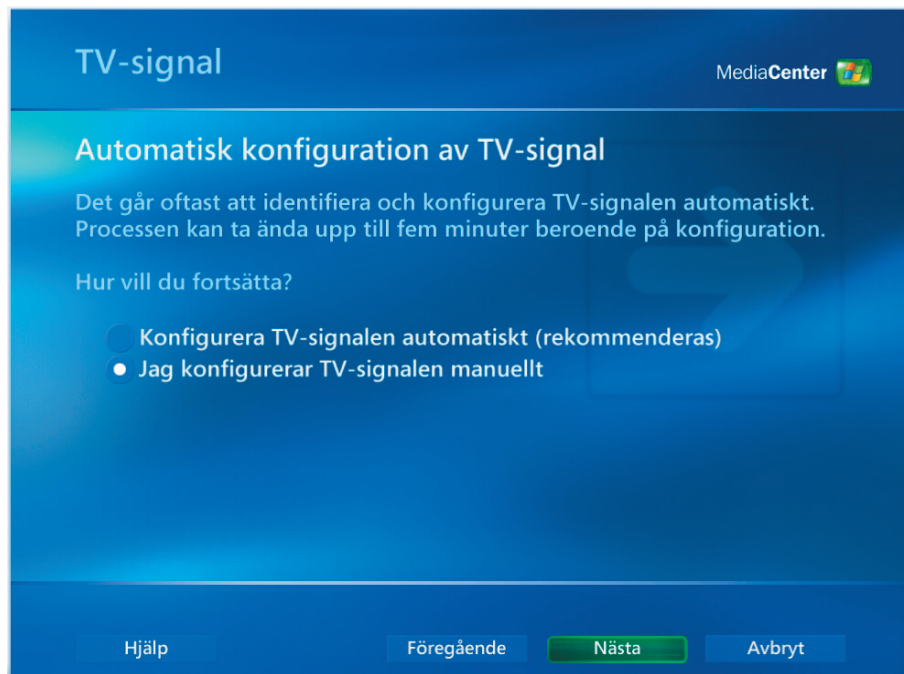 TV-signal
MediaCenter
Automatisk konfiguration av TV-signal
Det går oftast att identifiera och konfigurera TV-signalen automatiskt.
Processen kan ta ända upp till fem minuter beroende på konfiguration.
Hur vill du fortsätta?
Konfigurera TV-signalen automatiskt (rekommenderas)
Jag konfigurerar TV-signalen manuellt
Hjälp Föregående Nästa Avbryt